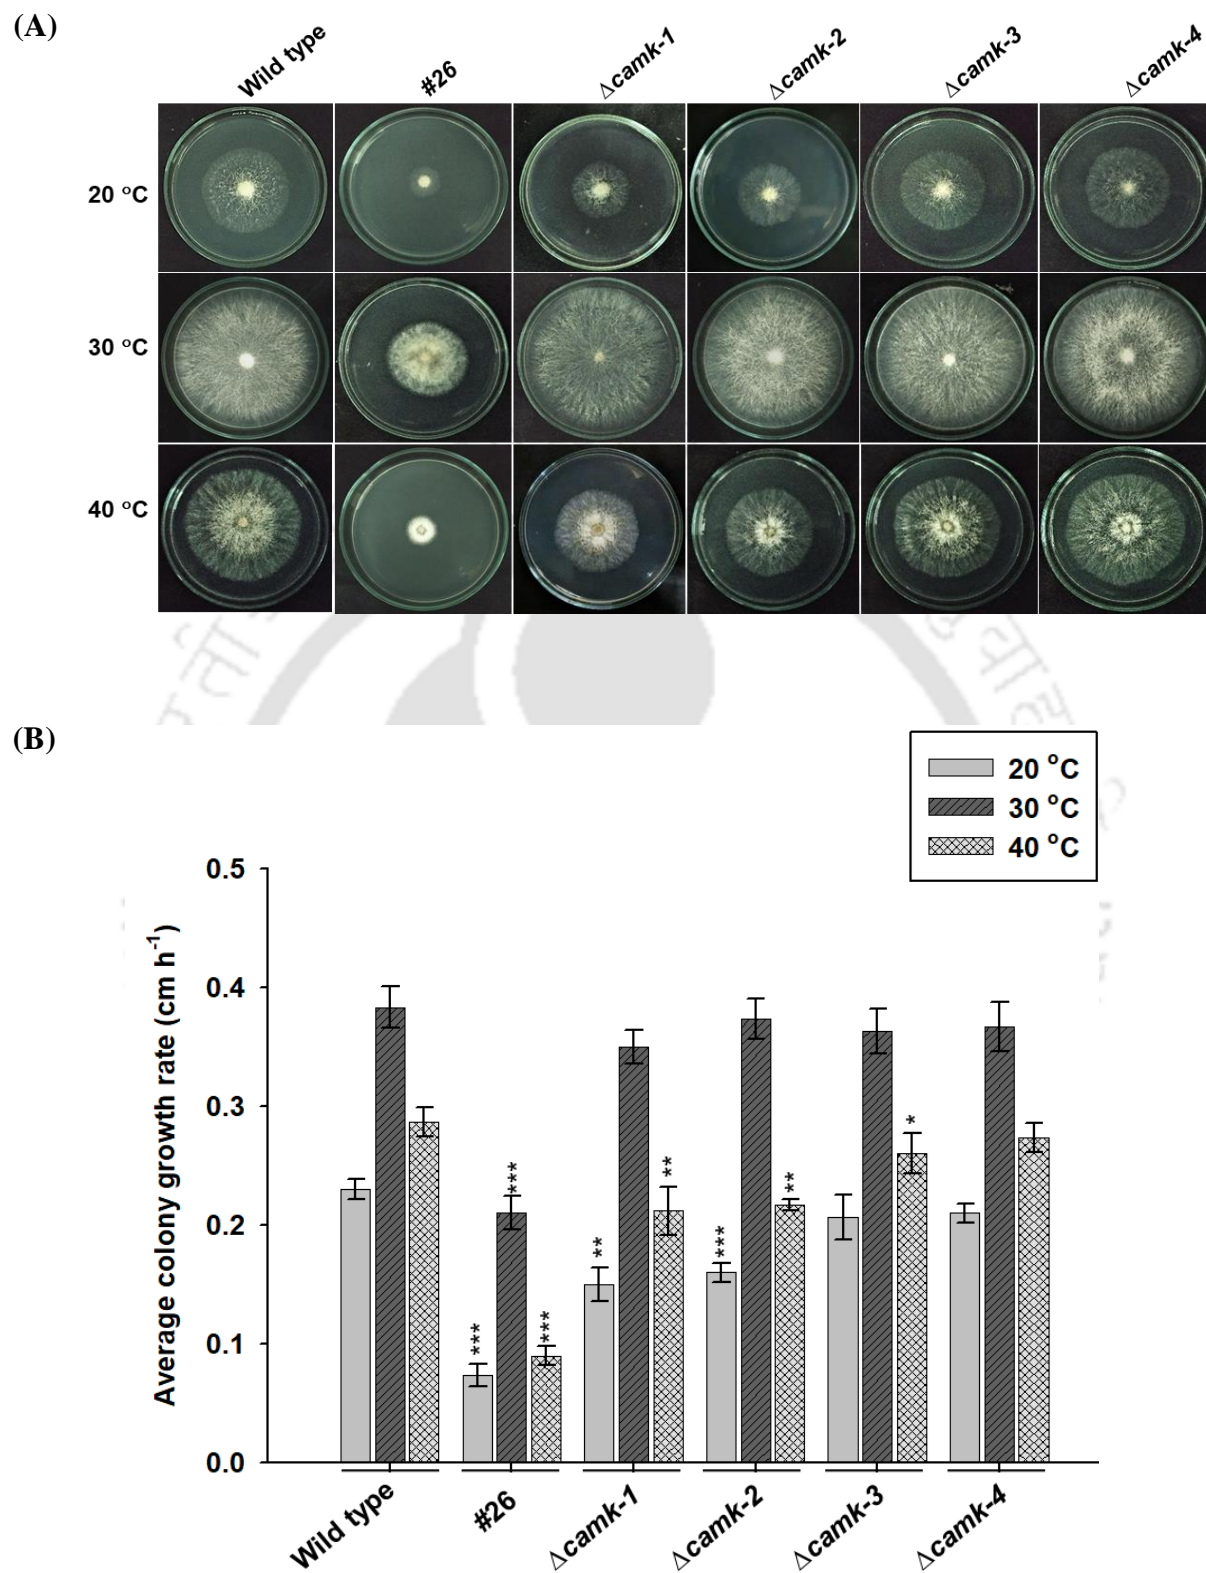 (A)
Wild type
#26
Δcamk-1
Δcamk-2
Δcamk-3
Δcamk-4
20 °C
30 °C
40 °C
(B)
20 °C
30 °C
40 °C
Average colony growth rate (cm h⁻¹)
0.5
0.4
0.3
0.2
0.1
0.0
***
***
***
**
**
***
**
*
Wild type
#26
Δcamk-1
Δcamk-2
Δcamk-3
Δcamk-4